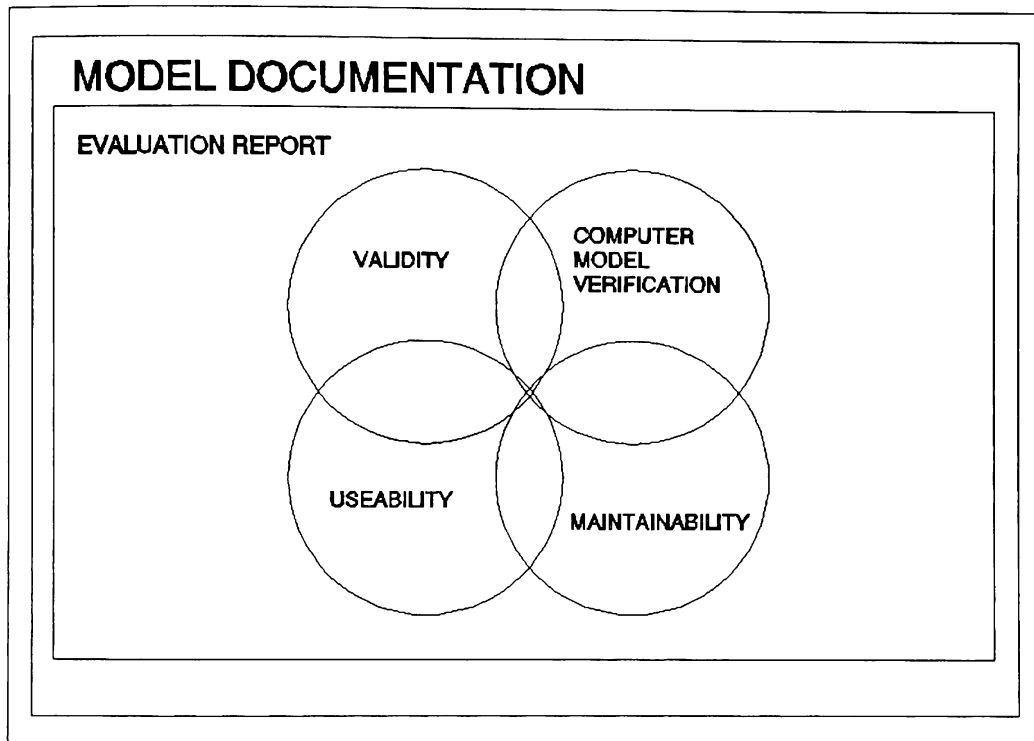 MODEL DOCUMENTATION
EVALUATION REPORT
VALIDITY
COMPUTER
MODEL
VERIFICATION
USEABILITY
MAINTAINABILITY